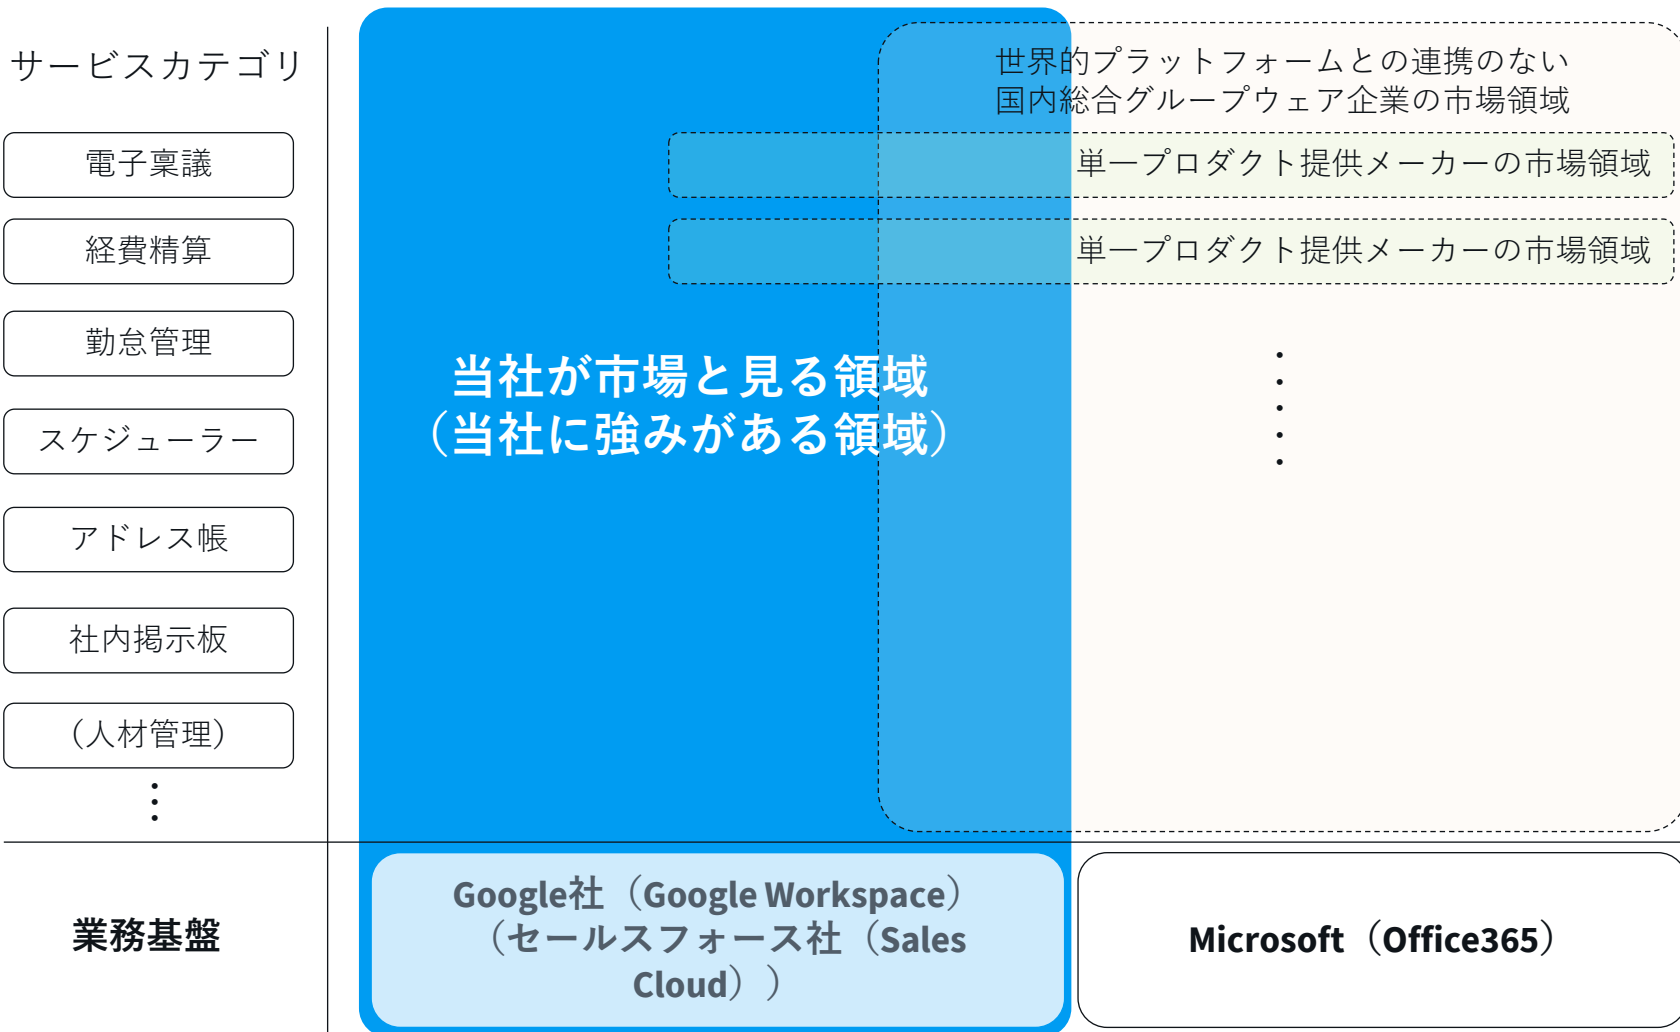 サービスカテゴリ
世界的プラットフォームとの連携のない
国内総合グループウェア企業の市場領域
電子稟議
単一プロダクト提供メーカーの市場領域
経費精算
単一プロダクト提供メーカーの市場領域
勤怠管理
当社が市場と見る領域
（当社に強みがある領域）
スケジューラー
アドレス帳
社内掲示板
（人材管理）
業務基盤
Google社（Google Workspace）
（セールスフォース社（Sales
Cloud））
Microsoft（Office365）